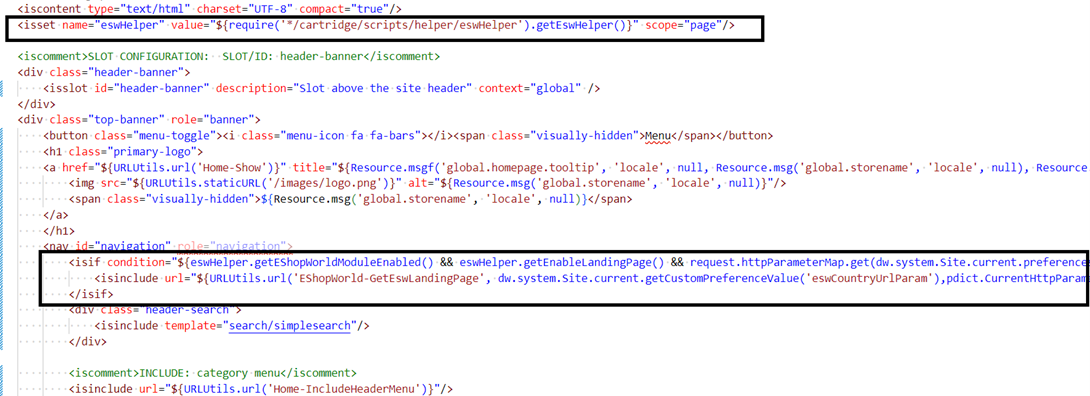 <iscontent type="text/html" charset="UTF-8" compact="true"/>
<isset name="eswHelper" value="${require('*/cartridge/scripts/helper/eswHelper').getEswHelper()}" scope="page"/>
<iscomment>SLOT CONFIGURATION: SLOT/ID: header-banner</iscomment>
<div class="header-banner">
<isslot id="header-banner" description="Slot above the site header" context="global" />
</div>
<div class="top-banner" role="banner">
<button class="menu-toggle"><i class="menu-icon fa fa-bars"></i><span class="visually-hidden">Menu</span></button>
<h1 class="primary-logo">
<a href="${URLUtils.url('Home-Show')}" title="${Resource.msgf('global.homepage.tooltip', 'locale', null, Resource.msg('global.storename', 'locale', null), Resource
<img src="${URLUtils.staticURL('/images/logo.png')}" alt="${Resource.msg('global.storename', 'locale', null)}"/>
<span class="visually-hidden">${Resource.msg('global.storename', 'locale', null)}</span>
</a>
</h1>
<nav id="navigation" role="navigation">
<isif condition="${eswHelper.getEShopWorldModuleEnabled() && eswHelper.getEnableLandingPage() && request.httpParameterMap.get(dw.system.Site.current.preference
<isinclude url="${URLUtils.url('EShopWorld-GetEswLandingPage', dw.system.Site.current.getCustomPreferenceValue('eswCountryUrlParam'),pdict.CurrentHttpParam
</isif>
<div class="header-search">
<isinclude template="search/simplesearch"/>
</div>
<iscomment>INCLUDE: category menu</iscomment>
<isinclude url="${URLUtils.url('Home-IncludeHeaderMenu')}"/>